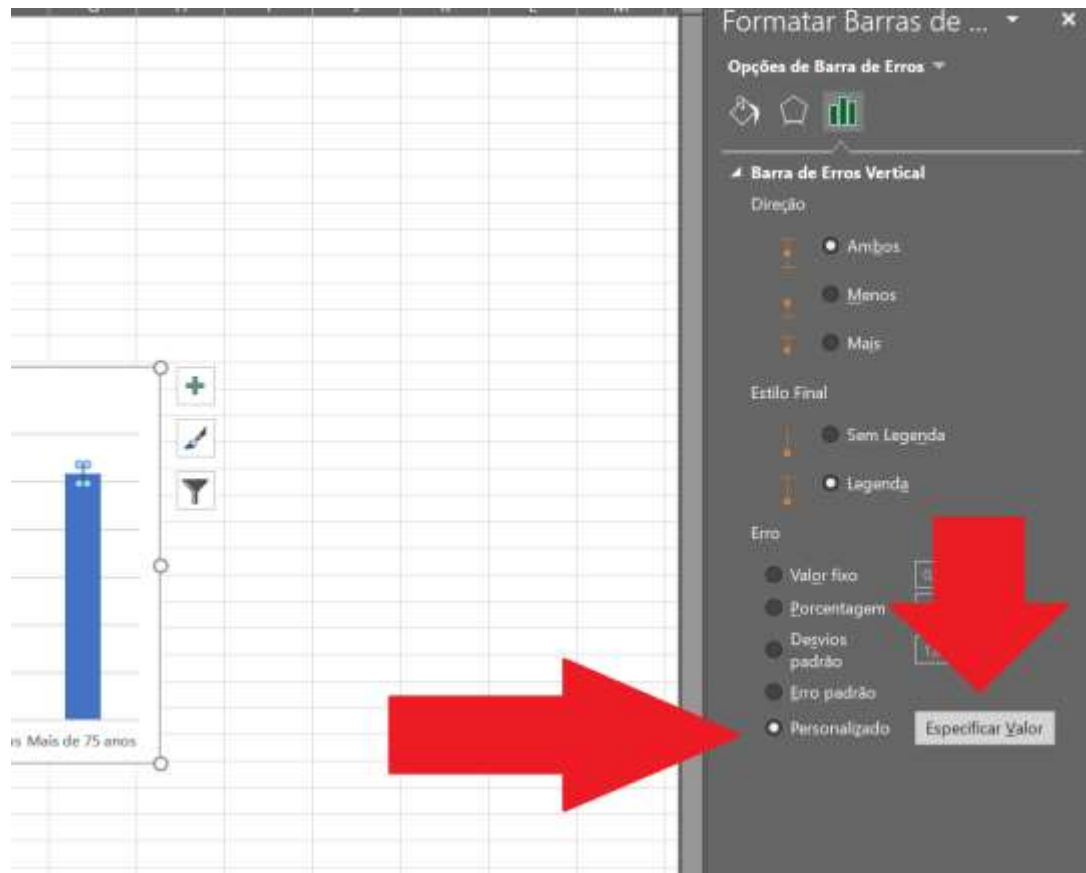 Formatar Barras de ...
Opções de Barra de Erros
Barra de Erros Vertical
Direção
Ambos
Menos
Mais
Estilo Final
Sem Legenda
Legenda
Erro
Valor fixo
Porcentagem
Desvios
padrão
Erro padrão
Personalizado
Especificar Valor
Mais de 75 anos